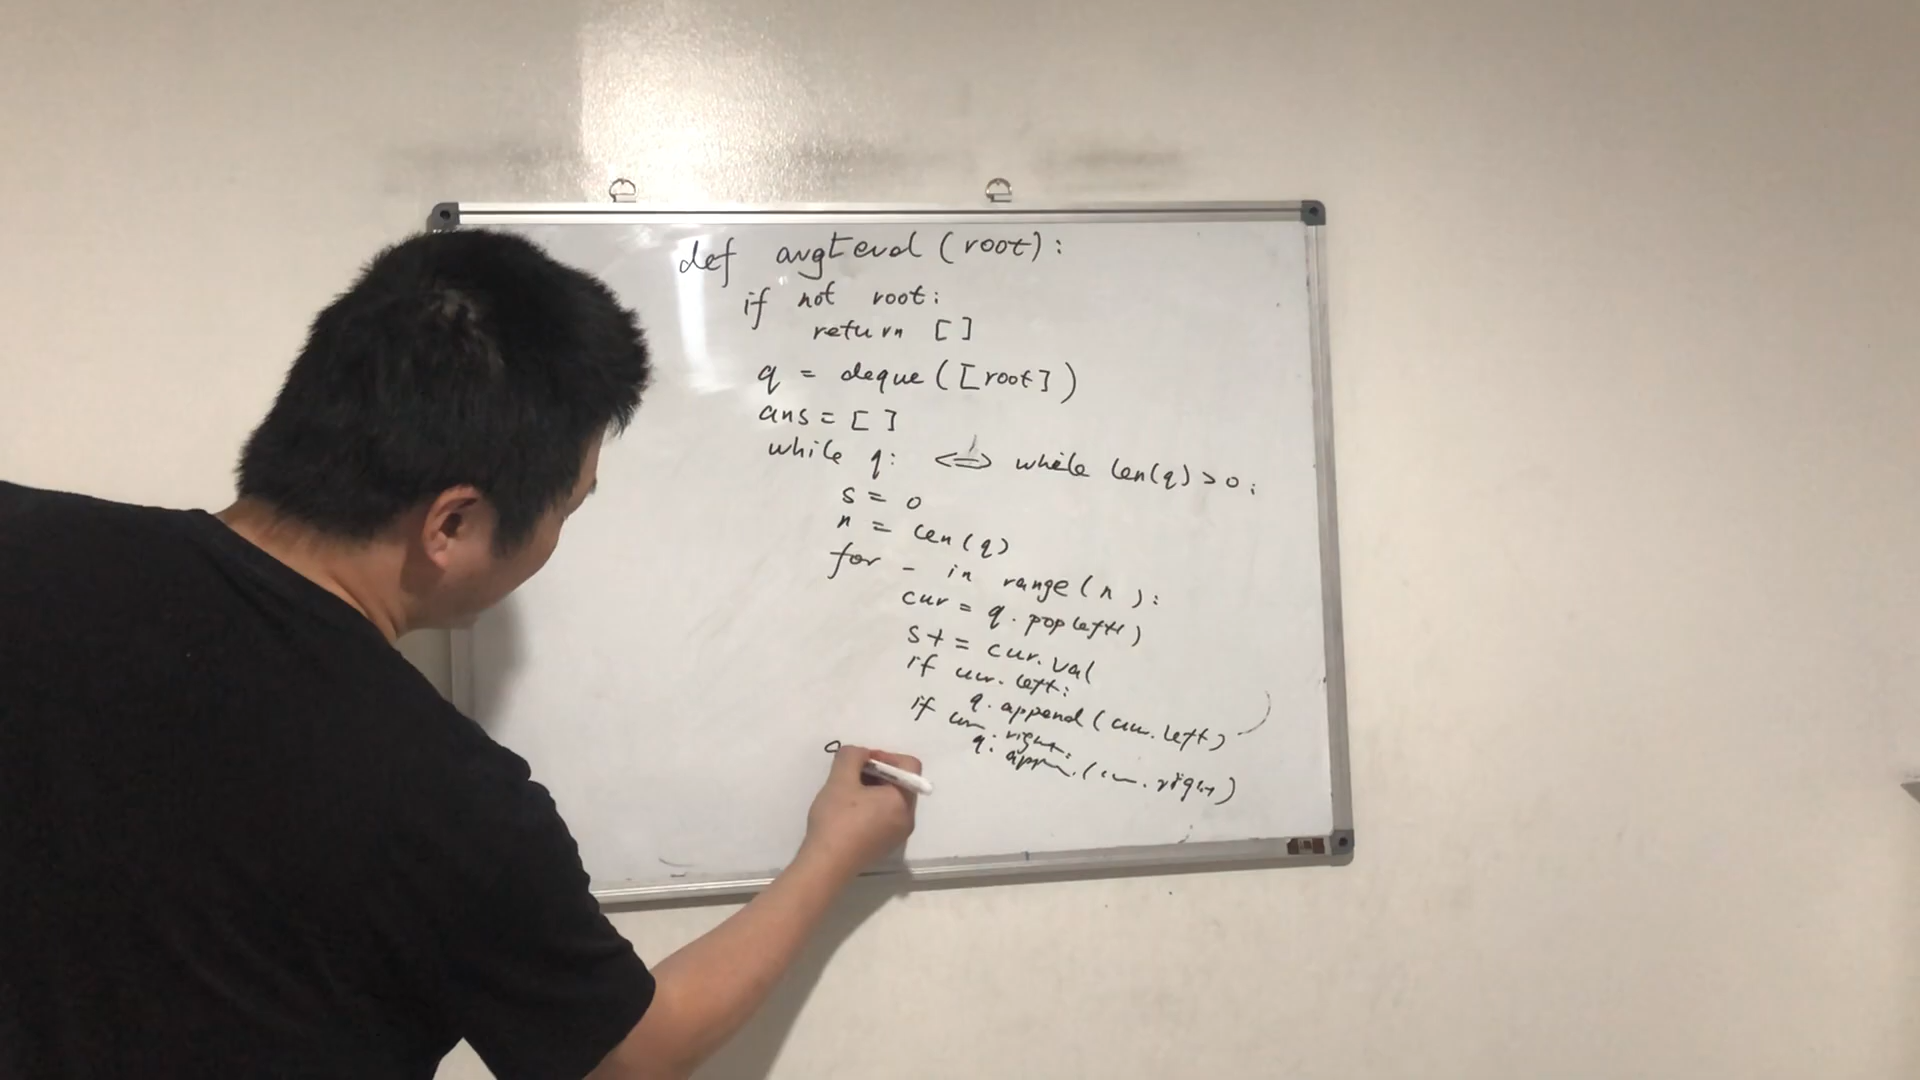 def avgLevel (root):
if not root:
return []
q = deque ([root])
ans = []
while q: <=> while len(q) > 0:
s = 0
n = len(q)
for _ in range(n):
cur = q.popleft()
s += cur.val
if cur.left:
q.append(cur.left)
if cur.right:
q.appen.(cur.right)
a